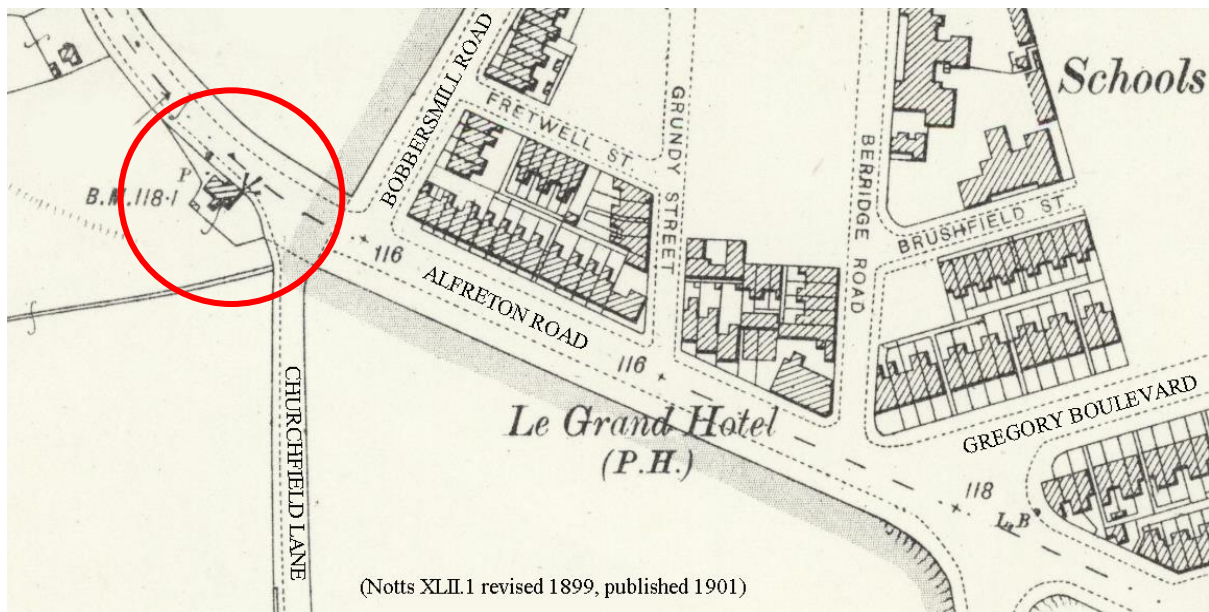 BOBBERSMILL ROAD
FRETWELL ST.
GRUNDY STREET
BERRIDGE ROAD
Schools
P
B.M.118·1
116
ALFRETON ROAD
BRUSHFIELD ST.
116
Le Grand Hotel
(P.H.)
GREGORY BOULEVARD
CHURCHFIELD LANE
118
L.B
(Notts XLII.1 revised 1899, published 1901)